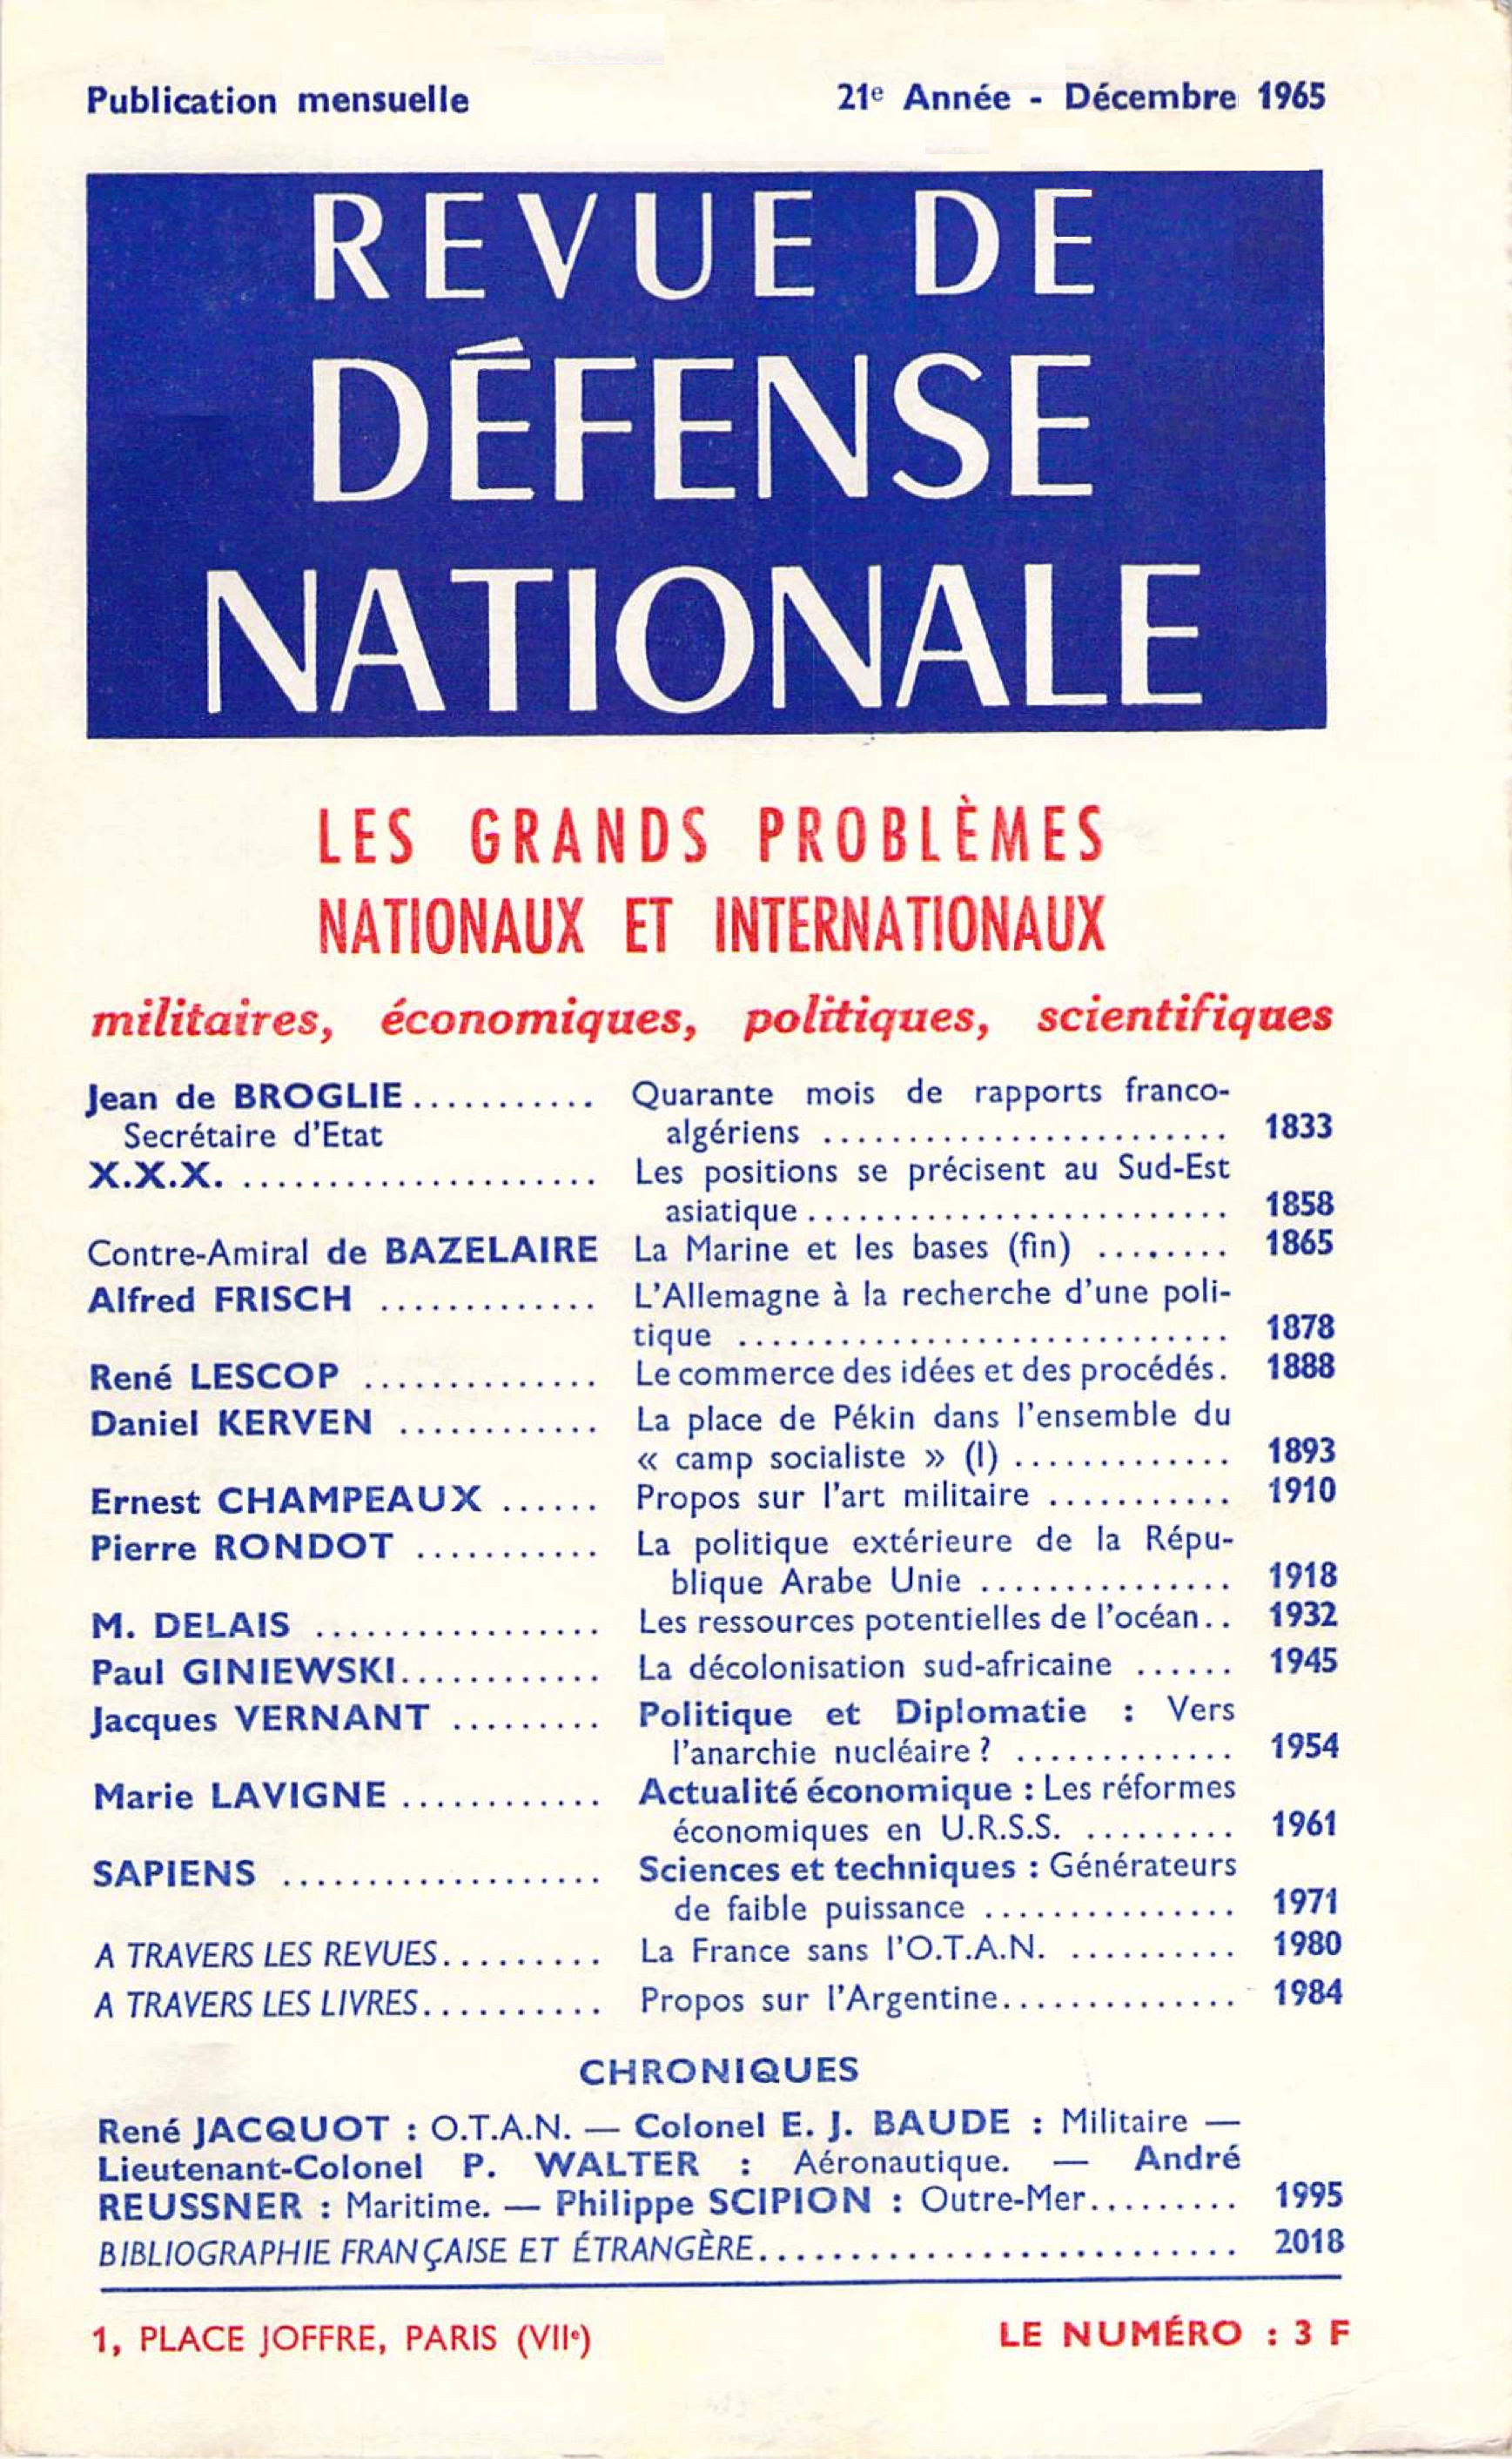 Publication mensuelle 21e Année - Décembre 1965
REVUE DE
DÉFENSE
NATIONALE
LES GRANDS PROBLÈMES
NATIONAUX ET INTERNATIONAUX
militaires, économiques, politiques, scientifiques
Jean de BROGLIE........... Quarante mois de rapports franco-
Secrétaire d'Etat algériens ........................ 1833
X.X.X. ..................... Les positions se précisent au Sud-Est
asiatique......................... 1858
Contre-Amiral de BAZELAIRE La Marine et les bases (fin) ........ 1865
Alfred FRISCH ............. L'Allemagne à la recherche d'une poli-
tique ............................. 1878
René LESCOP .............. Le commerce des idées et des procédés. 1888
Daniel KERVEN ............ La place de Pékin dans l'ensemble du
« camp socialiste » (I) ............. 1893
Ernest CHAMPEAUX ...... Propos sur l'art militaire ........... 1910
Pierre RONDOT ........... La politique extérieure de la Répu-
blique Arabe Unie ............... 1918
M. DELAIS ................. Les ressources potentielles de l'océan.. 1932
Paul GINIEWSKI............ La décolonisation sud-africaine ...... 1945
Jacques VERNANT ......... Politique et Diplomatie : Vers
l'anarchie nucléaire ? ............. 1954
Marie LAVIGNE ............ Actualité économique : Les réformes
économiques en U.R.S.S. ......... 1961
SAPIENS ................... Sciences et techniques : Générateurs
de faible puissance ............... 1971
A TRAVERS LES REVUES.......... La France sans l'O.T.A.N. .......... 1980
A TRAVERS LES LIVRES........... Propos sur l'Argentine.............. 1984
CHRONIQUES
René JACQUOT : O.T.A.N. — Colonel E. J. BAUDE : Militaire —
Lieutenant-Colonel P. WALTER : Aéronautique. — André
REUSSNER : Maritime. — Philippe SCIPION : Outre-Mer......... 1995
BIBLIOGRAPHIE FRANÇAISE ET ÉTRANGÈRE............................ 2018
1, PLACE JOFFRE, PARIS (VIIe) LE NUMÉRO : 3 F